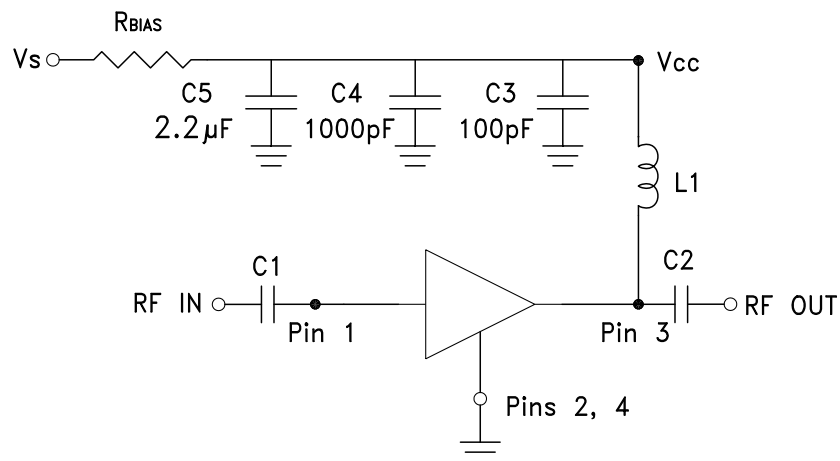 RBIAS
Vs
Vcc
C5
2.2µF
C4
1000pF
C3
100pF
L1
C1
C2
RF IN
RF OUT
Pin 1
Pin 3
Pins 2, 4